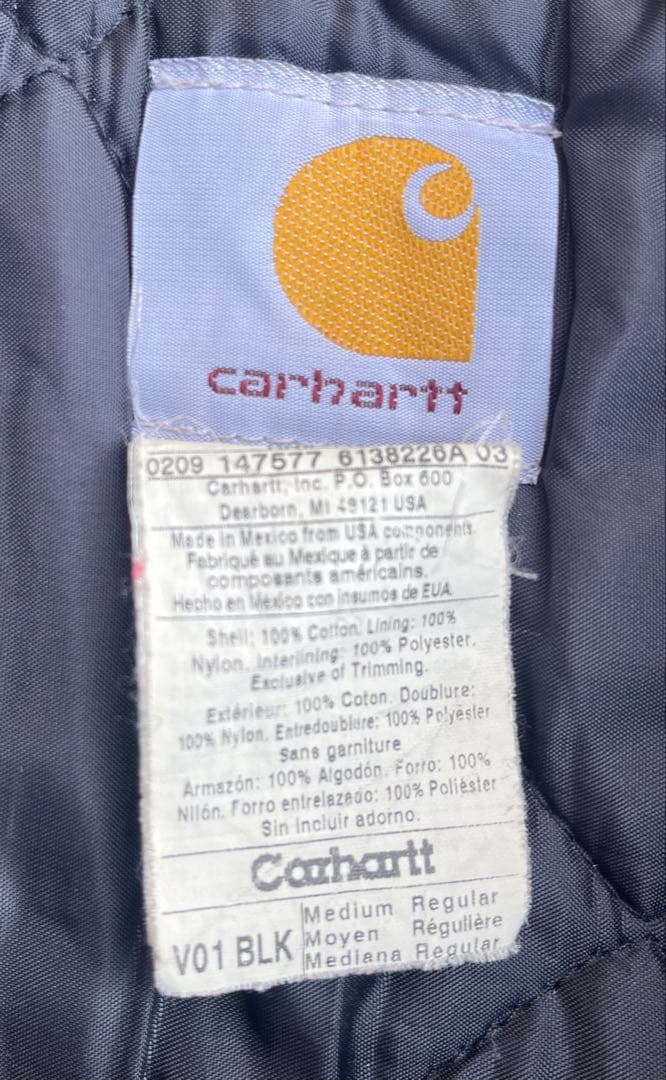 carhartt
0209 147577 6138226A 03
Carhartt, Inc. P.O. Box 600
Dearborn, MI 49121 USA
Made in Mexico from USA components.
Fabriqué au Mexique à partir de
composants américains.
Hecho en México con insumos de EUA.
Shell: 100% Cotton. Lining: 100%
Nylon. Interlining: 100% Polyester.
Exclusive of Trimming.
Extérieur: 100% Coton. Doublure:
100% Nylon. Entredoublure: 100% Polyester
Sans garniture
Armazón: 100% Algodón. Forro: 100%
Nilón. Forro entrelazado: 100% Poliéster
Sin incluir adorno.
Carhartt
V01 BLK
Medium Regular
Moyen Régulière
Mediana Regular